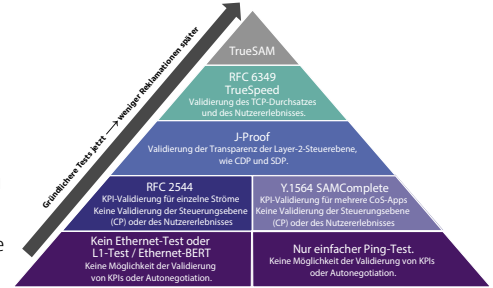 Gründlichere Tests jetzt → weniger Reklamationen später
TrueSAM
RFC 6349
TrueSpeed
Validierung des TCP-Durchsatzes
und des Nutzererlebnisses.
J-Proof
Validierung der Transparenz der Layer-2-Steuerebene,
wie CDP und SDP.
RFC 2544
KPI-Validierung für einzelne Ströme
Keine Validierung der Steuerungsebene
(CP) oder des Nutzererlebnisses
Y.1564 SAMComplete
KPI-Validierung für mehrere CoS-Apps
Keine Validierung der Steuerungsebene
(CP) oder des Nutzererlebnisses
Kein Ethernet-Test oder
L1-Test / Ethernet-BERT
Keine Möglichkeit der Validierung
von KPIs oder Autonegotiation.
Nur einfacher Ping-Test.
Keine Möglichkeit der Validierung von KPIs
oder Autonegotiation.